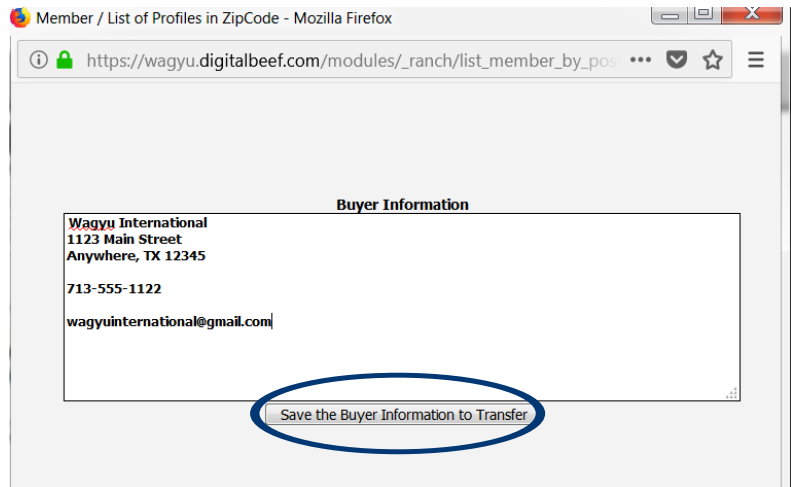 Member / List of Profiles in ZipCode - Mozilla Firefox
https://wagyu.digitalbeef.com/modules/_ranch/list_member_by_pos
Buyer Information
Wagyu International
1123 Main Street
Anywhere, TX 12345
713-555-1122
wagyuinternational@gmail.com
Save the Buyer Information to Transfer